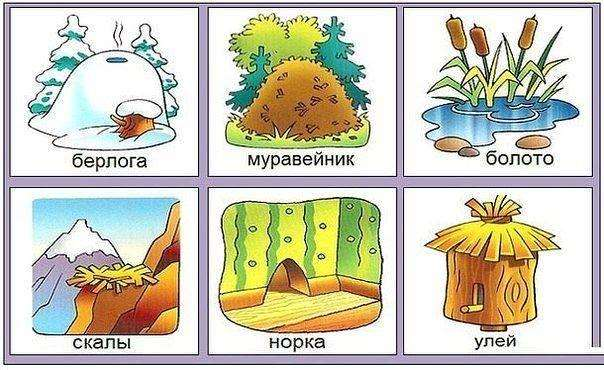 берлога
муравейник
болото
скалы
норка
улей